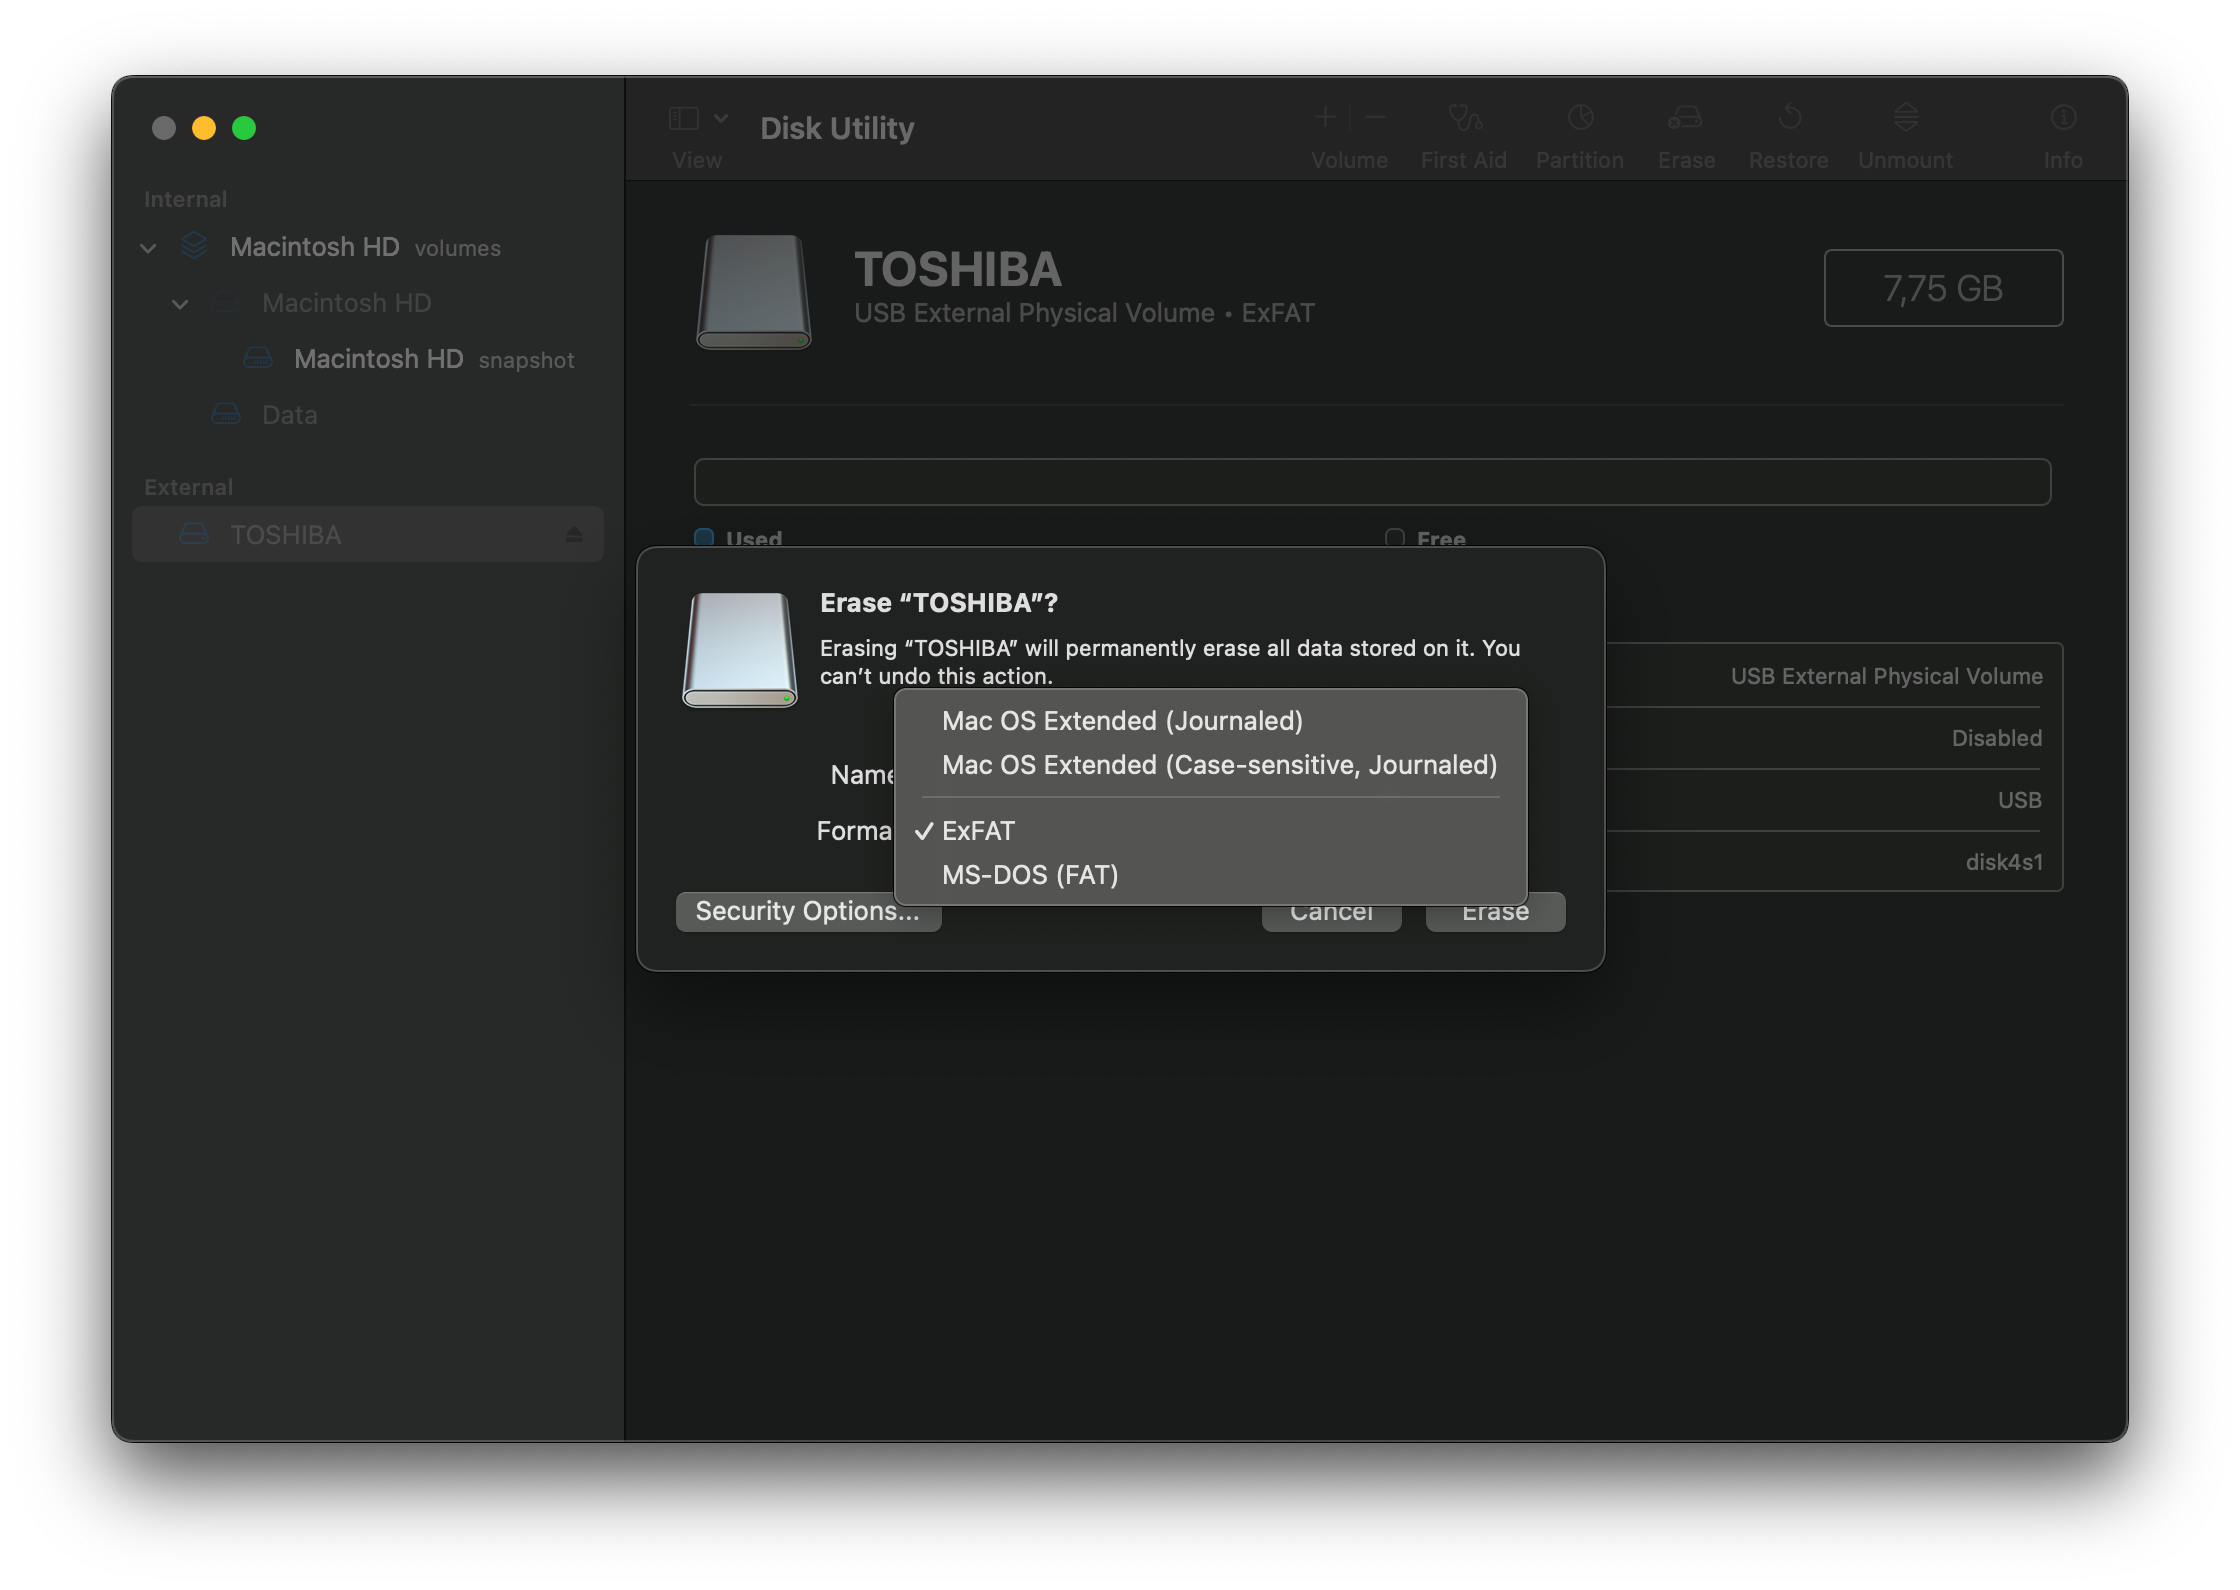 Disk Utility
View
Volume
First Aid
Partition
Erase
Restore
Unmount
Info
Internal
Macintosh HD volumes
Macintosh HD
Macintosh HD snapshot
Data
External
TOSHIBA
TOSHIBA
USB External Physical Volume • ExFAT
7,75 GB
Used
Free
Erase “TOSHIBA”?
Erasing “TOSHIBA” will permanently erase all data stored on it. You
can’t undo this action.
Name
Forma
Mac OS Extended (Journaled)
Mac OS Extended (Case-sensitive, Journaled)
✓ ExFAT
MS-DOS (FAT)
Security Options...
Cancel
Erase
USB External Physical Volume
Disabled
USB
disk4s1